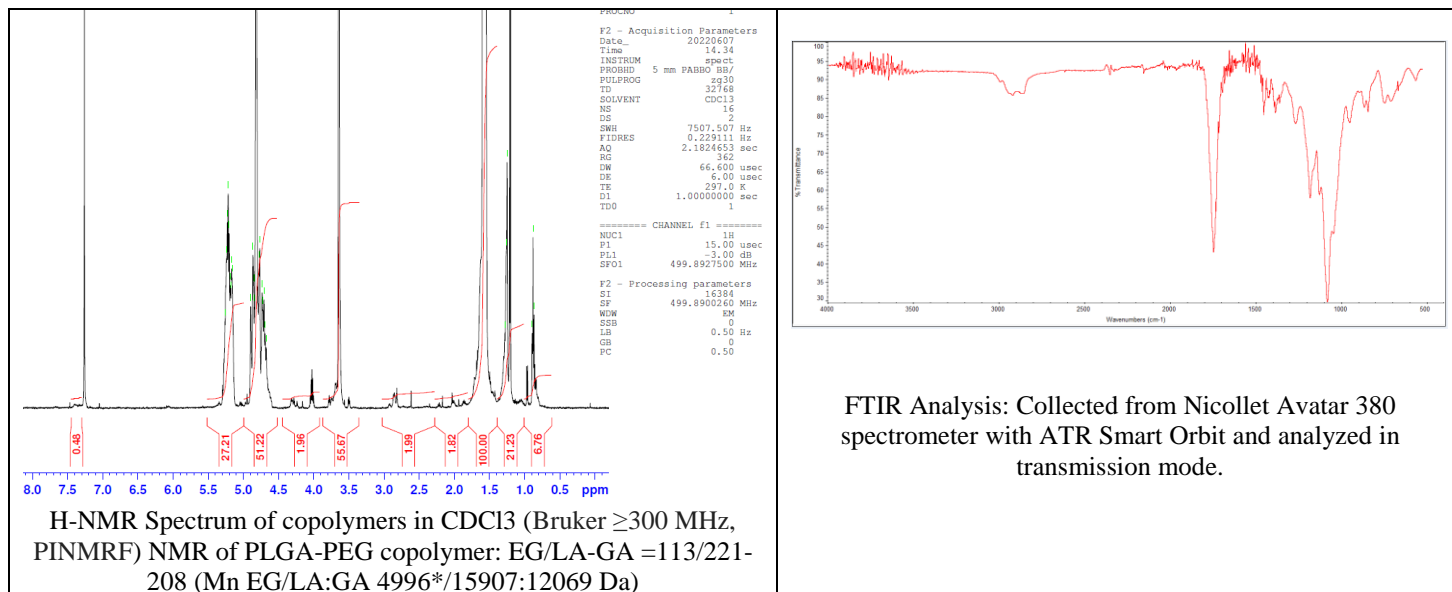 PROCNO 1
F2 - Acquisition Parameters
Date_ 20220607
Time 14.34
INSTRUM spect
PROBHD 5 mm PABBO BB/
PULPROG zg30
TD 32768
SOLVENT CDCl3
NS 16
DS 2
SWH 7507.507 Hz
FIDRES 0.229111 Hz
AQ 2.1824653 sec
RG 362
DW 66.600 usec
DE 6.00 usec
TE 297.0 K
D1 1.00000000 sec
TD0 1
======== CHANNEL f1 ========
NUC1 1H
P1 15.00 usec
PL1 -3.00 dB
SFO1 499.8927500 MHz
F2 - Processing parameters
SI 16384
SF 499.8900260 MHz
WDW EM
SSB 0
LB 0.50 Hz
GB 0
PC 0.50
0.48 27.21 51.22 1.96 55.67 1.99 1.82 100.00 21.23 6.76
8.0 7.5 7.0 6.5 6.0 5.5 5.0 4.5 4.0 3.5 3.0 2.5 2.0 1.5 1.0 0.5 ppm
H-NMR Spectrum of copolymers in CDCl3 (Bruker ≥300 MHz,
PINMRF) NMR of PLGA-PEG copolymer: EG/LA-GA =113/221-
208 (Mn EG/LA:GA 4996*/15907:12069 Da)
% Transmittance
100
95
90
85
80
75
70
65
60
55
50
45
40
35
30
4000 3500 3000 2500 2000 1500 1000 500
Wavenumbers (cm-1)
FTIR Analysis: Collected from Nicollet Avatar 380
spectrometer with ATR Smart Orbit and analyzed in
transmission mode.